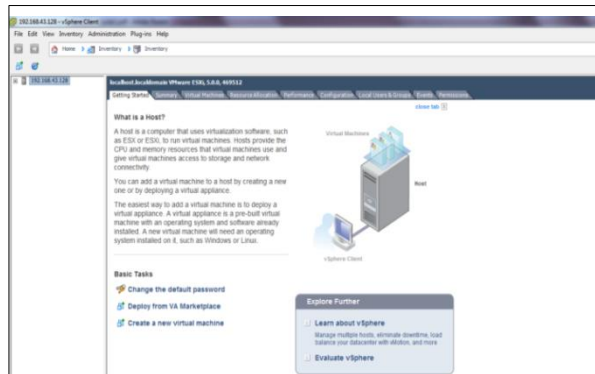 192.168.43.128 - vSphere Client
File Edit View Inventory Administration Plug-ins Help
Home Inventory Inventory
192.168.43.128
localhost.localdomain VMware ESXi, 5.0.0, 469512
Getting Started Summary Virtual Machines Resource Allocation Performance Configuration Local Users & Groups Events Permissions
close tab
What is a Host?
A host is a computer that uses virtualization software, such
as ESX or ESXi, to run virtual machines. Hosts provide the
CPU and memory resources that virtual machines use and
give virtual machines access to storage and network
connectivity.
You can add a virtual machine to a host by creating a new
one or by deploying a virtual appliance.
The easiest way to add a virtual machine is to deploy a
virtual appliance. A virtual appliance is a pre-built virtual
machine with an operating system and software already
installed. A new virtual machine will need an operating
system installed on it, such as Windows or Linux.
Virtual Machines
Host
vSphere Client
Basic Tasks
Change the default password
Deploy from VA Marketplace
Create a new virtual machine
Explore Further
Learn about vSphere
Manage multiple hosts, eliminate downtime, load
balance your datacenter with vMotion, and more
Evaluate vSphere